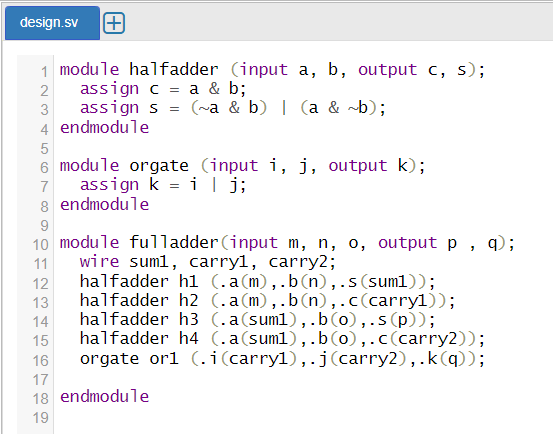 design.sv
1 module halfadder (input a, b, output c, s);
2   assign c = a & b;
3   assign s = (~a & b) | (a & ~b);
4 endmodule
5
6 module orgate (input i, j, output k);
7   assign k = i | j;
8 endmodule
9
10 module fulladder(input m, n, o, output p , q);
11   wire sum1, carry1, carry2;
12   halfadder h1 (.a(m),.b(n),.s(sum1));
13   halfadder h2 (.a(m),.b(n),.c(carry1));
14   halfadder h3 (.a(sum1),.b(o),.s(p));
15   halfadder h4 (.a(sum1),.b(o),.c(carry2));
16   orgate or1 (.i(carry1),.j(carry2),.k(q));
17
18 endmodule
19